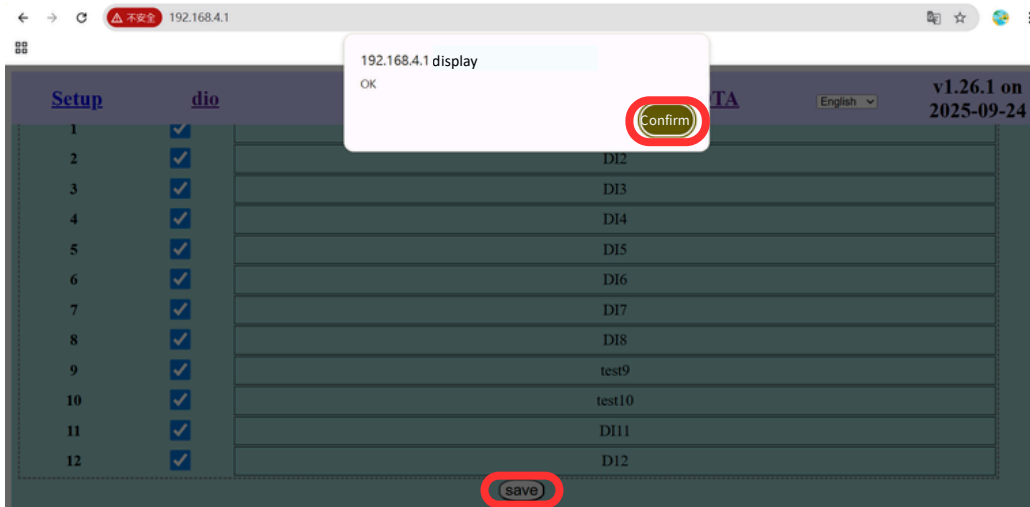 不安全 192.168.4.1
192.168.4.1 display
OK
Confirm
Setup dio TA English v1.26.1 on
2025-09-24
1
2 DI2
3 DI3
4 DI4
5 DI5
6 DI6
7 DI7
8 DI8
9 test9
10 test10
11 DI11
12 D12
save